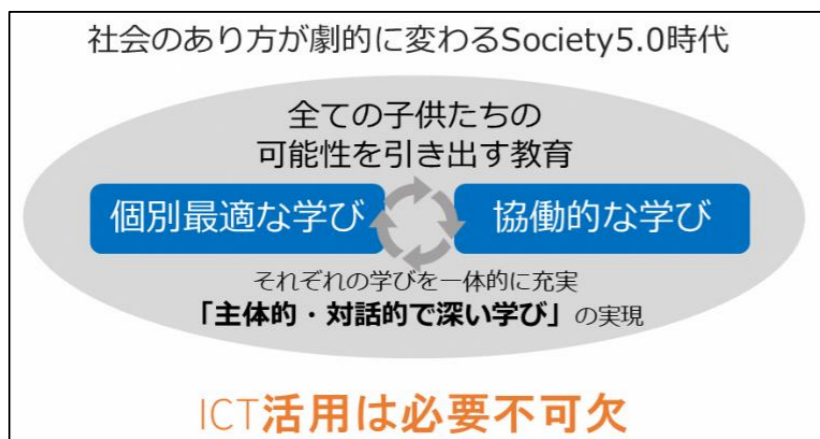 社会のあり方が劇的に変わるSociety5.0時代
全ての子供たちの
可能性を引き出す教育
個別最適な学び
協働的な学び
それぞれの学びを一体的に充実
「主体的・対話的で深い学び」の実現
ICT活用は必要不可欠